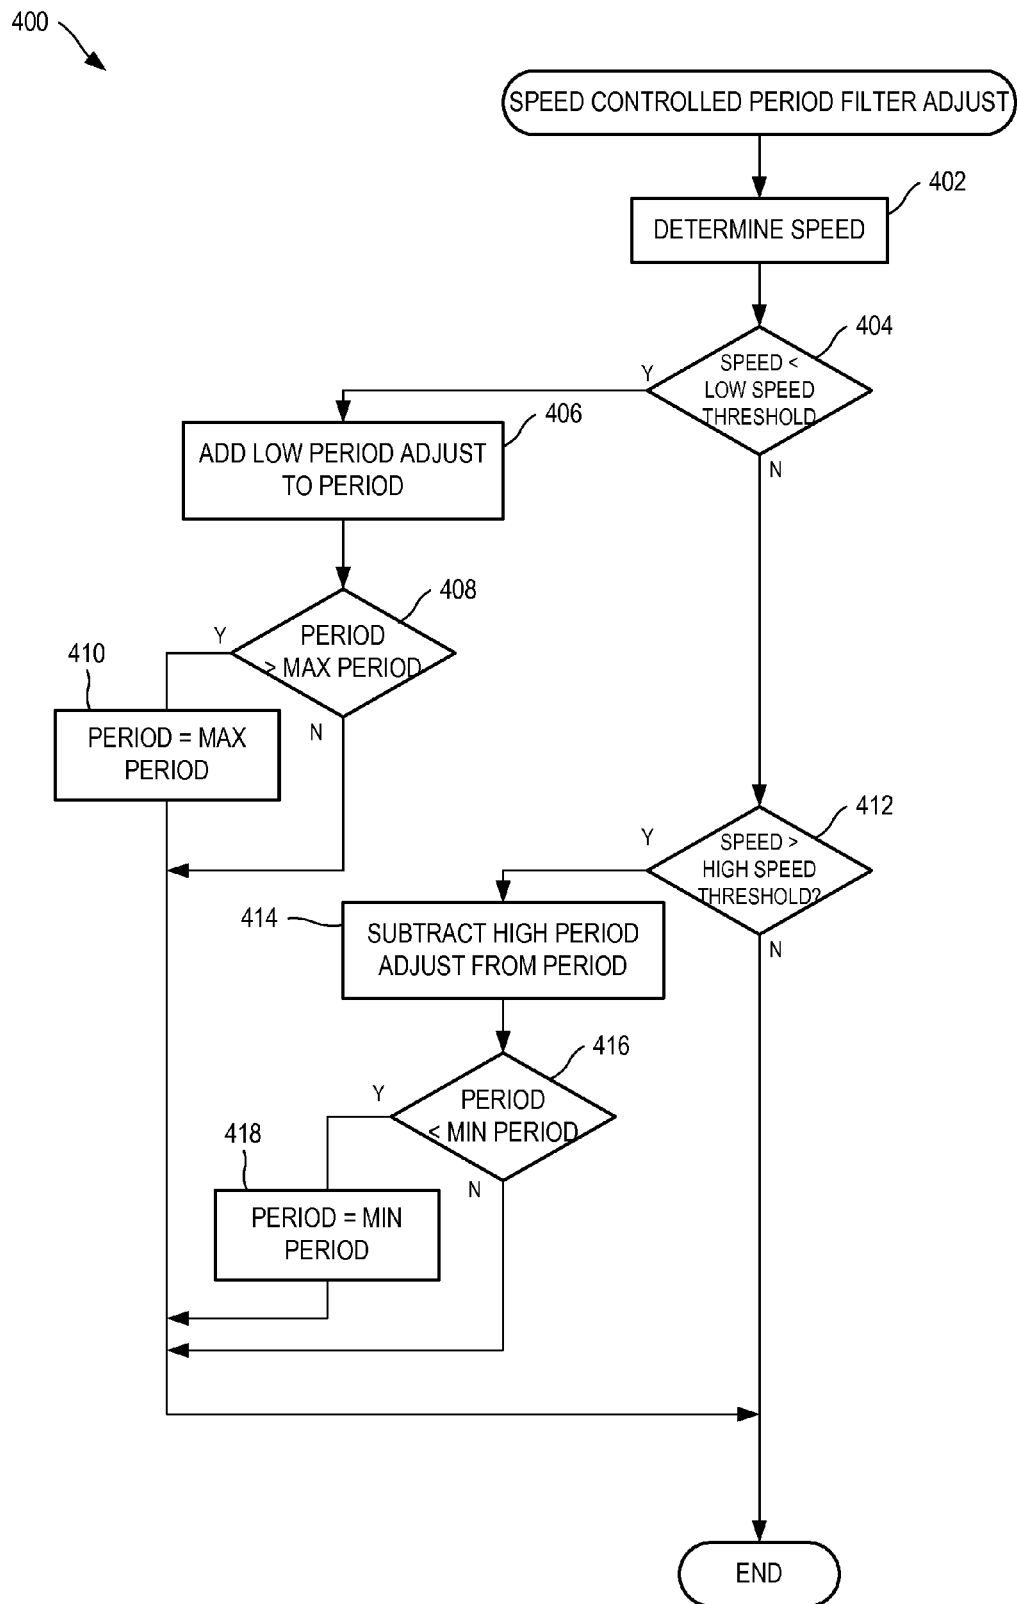 400
SPEED CONTROLLED PERIOD FILTER ADJUST
402
DETERMINE SPEED
404
SPEED <
LOW SPEED
THRESHOLD
Y
N
406
ADD LOW PERIOD ADJUST
TO PERIOD
408
PERIOD
> MAX PERIOD
Y
N
410
PERIOD = MAX
PERIOD
412
SPEED >
HIGH SPEED
THRESHOLD?
Y
N
414
SUBTRACT HIGH PERIOD
ADJUST FROM PERIOD
416
PERIOD
< MIN PERIOD
Y
N
418
PERIOD = MIN
PERIOD
END